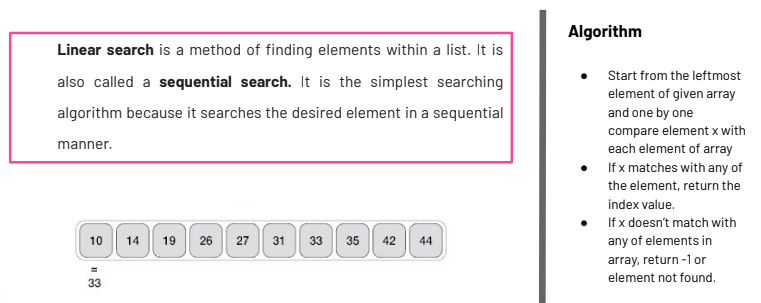 Linear search is a method of finding elements within a list. It is
also called a sequential search. It is the simplest searching
algorithm because it searches the desired element in a sequential
manner.
10 14 19 26 27 31 33 35 42 44
=
33
Algorithm
● Start from the leftmost
element of given array
and one by one
compare element x with
each element of array
● If x matches with any of
the element, return the
index value.
● If x doesn’t match with
any of elements in
array, return -1 or
element not found.